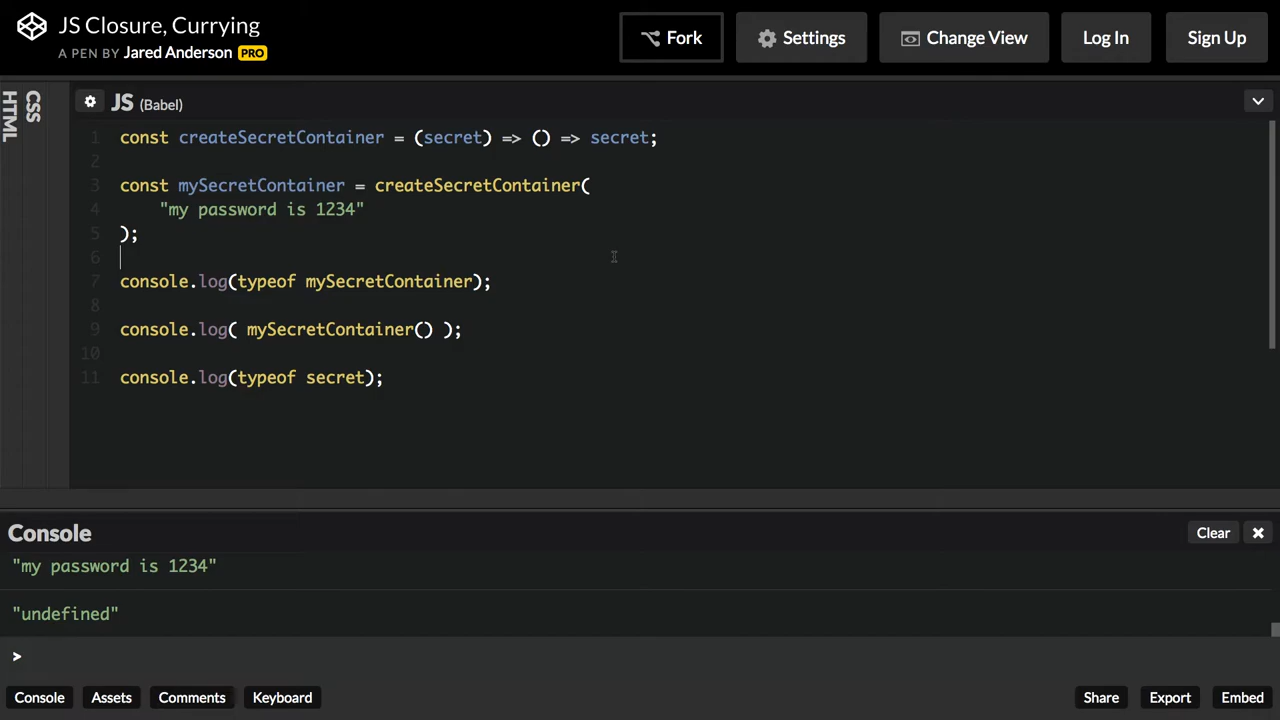 JS Closure, Currying
A PEN BY Jared Anderson PRO
Fork
Settings
Change View
Log In
Sign Up
HTML
CSS
JS (Babel)
1 const createSecretContainer = (secret) => () => secret;
2
3 const mySecretContainer = createSecretContainer(
4 "my password is 1234"
5 );
6
7 console.log(typeof mySecretContainer);
8
9 console.log( mySecretContainer() );
10
11 console.log(typeof secret);
Console
Clear
"my password is 1234"
"undefined"
>
Console
Assets
Comments
Keyboard
Share
Export
Embed